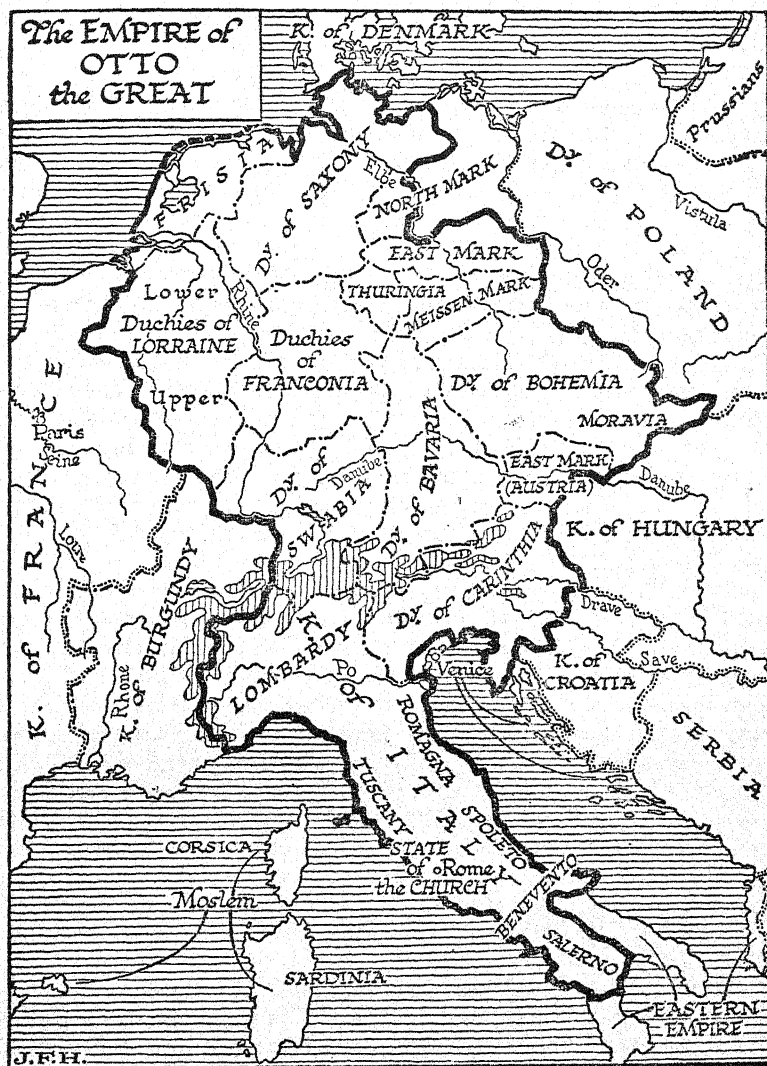 The EMPIRE of
OTTO
the GREAT
K. of DENMARK
Prussians
FRISIA
Dy. of SAXONY
Elbe
NORTH MARK
Dy. of POLAND
Vistula
Oder
EAST MARK
THURINGIA
MEISSEN MARK
Lower
Duchies of
LORRAINE
Upper
Rhine
Duchies
of
FRANCONIA
Dy. of BOHEMIA
MORAVIA
K. of FRANCE
Paris
Seine
Loire
Dy. of
SWABIA
Danube
Dy. of BAVARIA
EAST MARK
(AUSTRIA)
Danube
K. of HUNGARY
K. of BURGUNDY
Rhone
Dy. of CARINTHIA
Drave
Save
K. of
CROATIA
SERBIA
K. of ITALY
LOMBARDY
Po
Venice
ROMAGNA
TUSCANY
SPOLETO
STATE
of Rome
the CHURCH
BENEVENTO
SALERNO
CORSICA
Moslem
SARDINIA
EASTERN
EMPIRE
J.F.H.